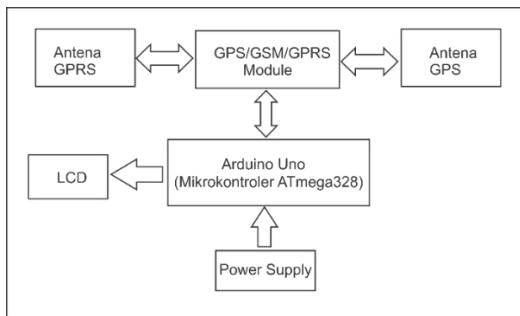 Antena
GPRS
GPS/GSM/GPRS
Module
Antena
GPS
LCD
Arduino Uno
(Mikrokontroler ATmega328)
Power Supply